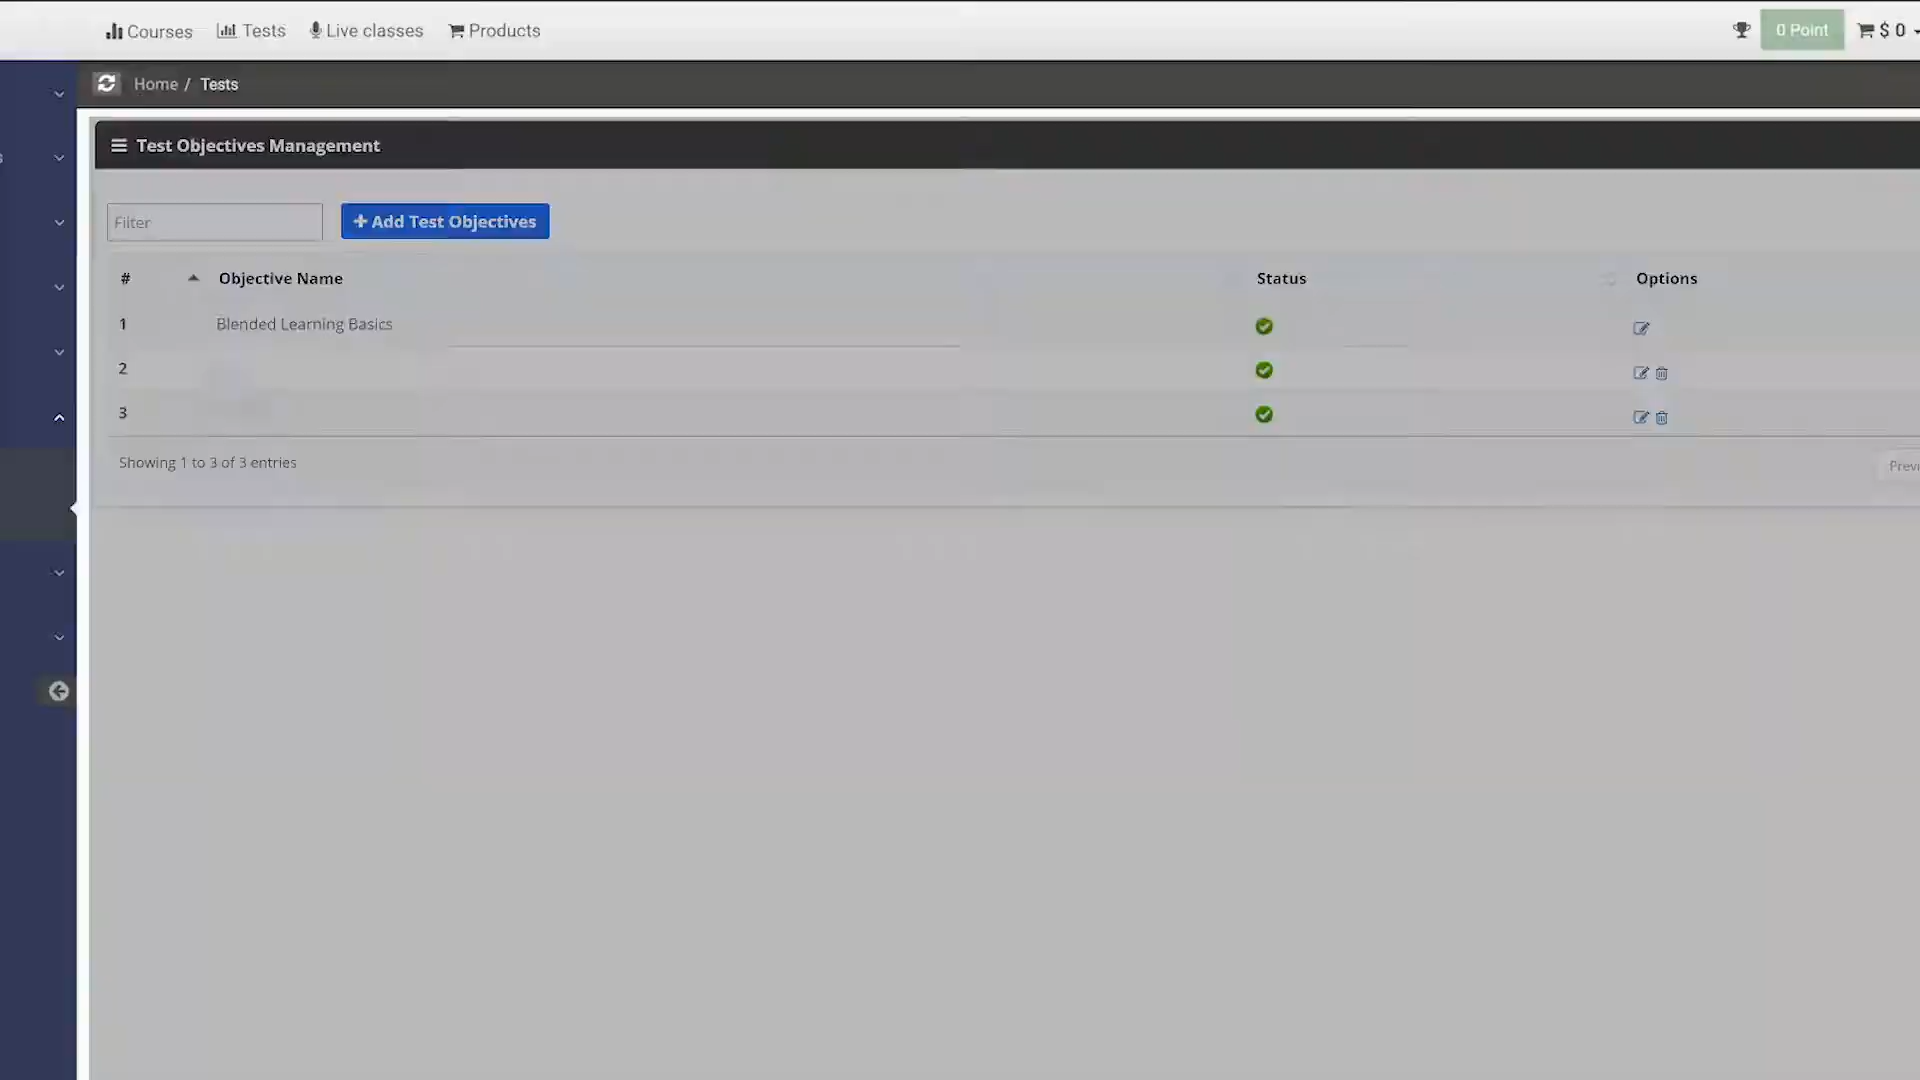 Courses Tests Live classes Products 0 Point $ 0
Home / Tests
Test Objectives Management
Filter + Add Test Objectives
# Objective Name Status Options
1 Blended Learning Basics
2
3
Showing 1 to 3 of 3 entries